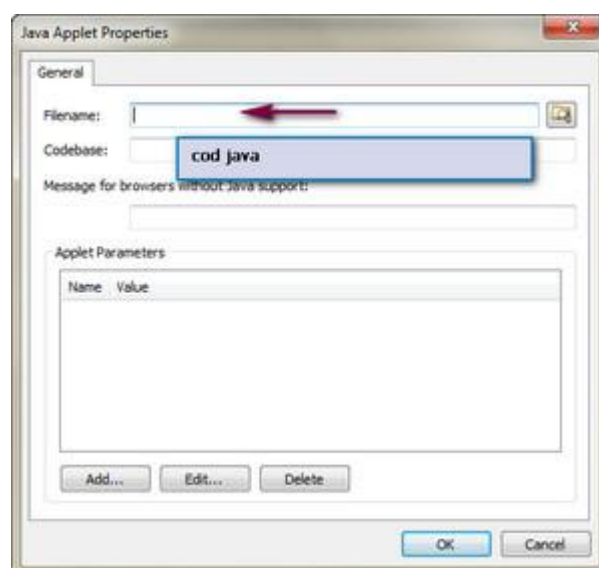 Java Applet Properties
General
Filename:
Codebase:
cod java
Message for browsers without Java support:
Applet Parameters
Name Value
Add... Edit... Delete
OK Cancel